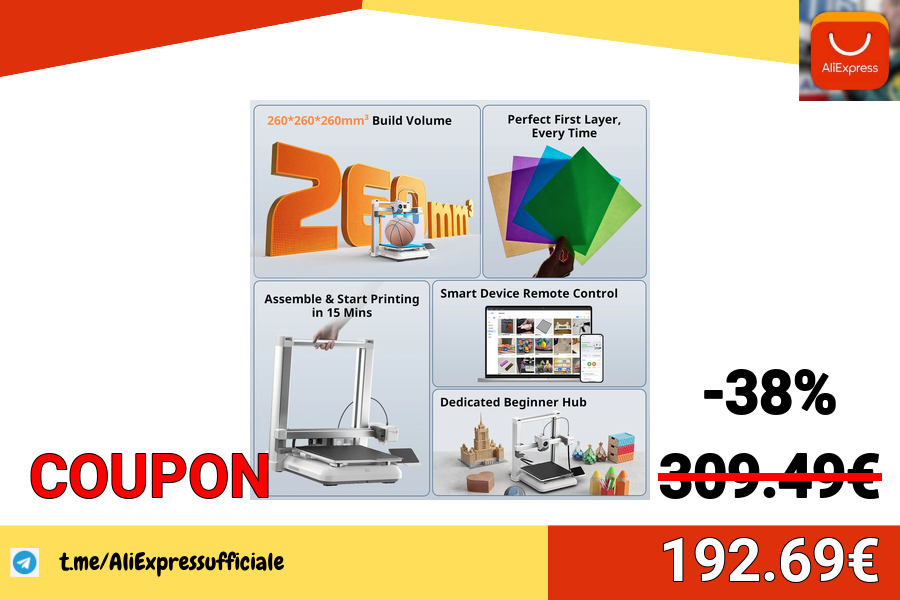 AliExpress
260*260*260mm³ Build Volume
260mm³
Perfect First Layer,
Every Time
Assemble & Start Printing
in 15 Mins
Smart Device Remote Control
Dedicated Beginner Hub
-38%
COUPON
309.49€
t.me/AliExpressufficiale
192.69€